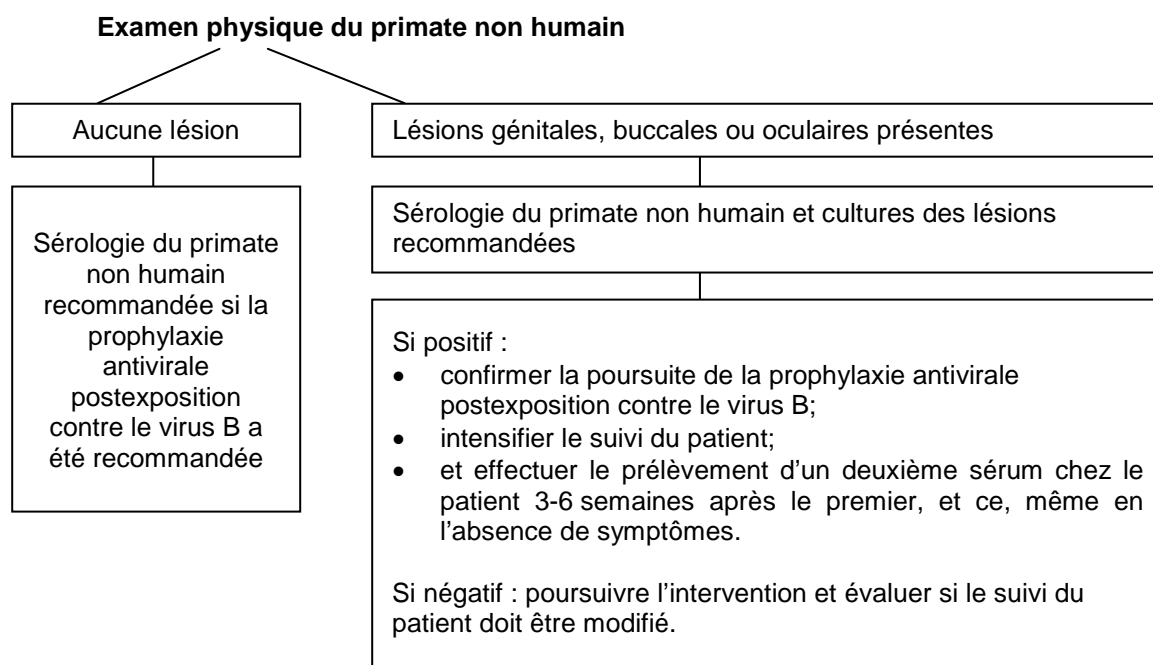 Examen physique du primate non humain
Aucune lésion
Sérologie du primate
non humain
recommandée si la
prophylaxie
antivirale
postexposition
contre le virus B a
été recommandée
Lésions génitales, buccales ou oculaires présentes
Sérologie du primate non humain et cultures des lésions
recommandées
Si positif :
• confirmer la poursuite de la prophylaxie antivirale
postexposition contre le virus B;
• intensifier le suivi du patient;
• et effectuer le prélèvement d’un deuxième sérum chez le
patient 3-6 semaines après le premier, et ce, même en
l’absence de symptômes.
Si négatif : poursuivre l’intervention et évaluer si le suivi du
patient doit être modifié.